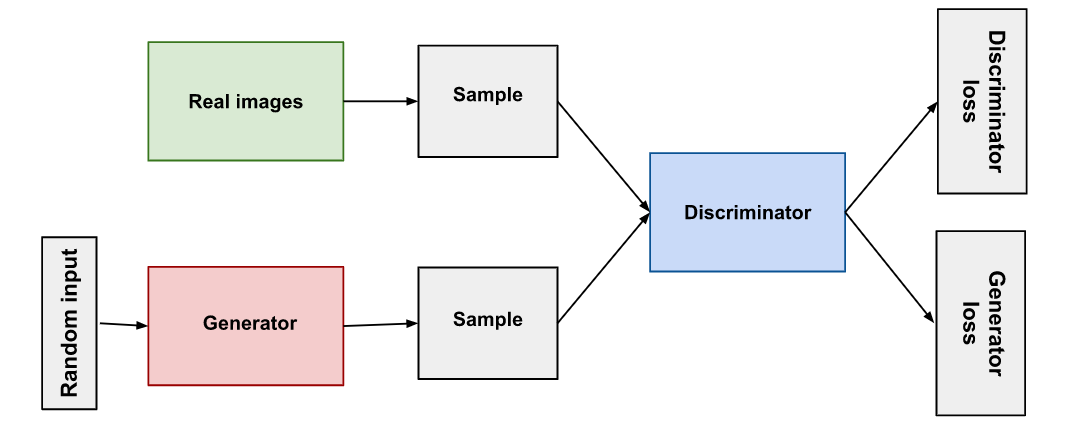 Real images
Sample
Discriminator
loss
Discriminator
Random input
Generator
Sample
Generator
loss